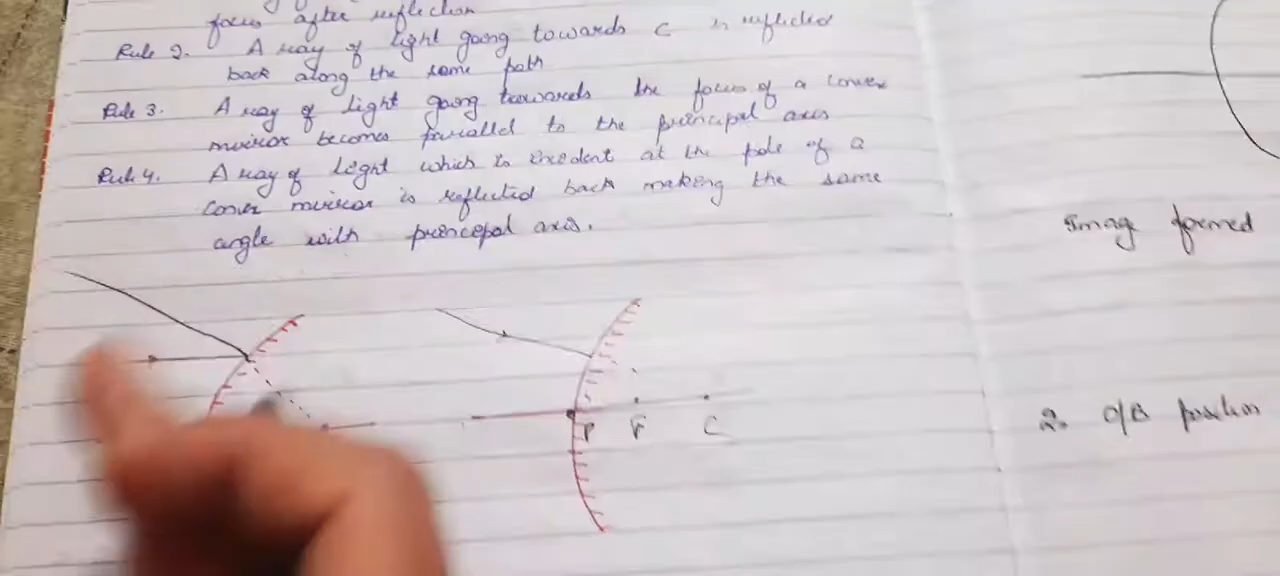 focus after reflection
Rule 2. A ray of light going towards C is reflected
back along the same path
Rule 3. A ray of light going towards the focus of a convex
mirror becomes parallel to the principal axis
Rule 4. A ray of light which is incident at the pole of a
convex mirror is reflected back making the same
angle with principal axis.
P F C
Image formed
2. O/B position